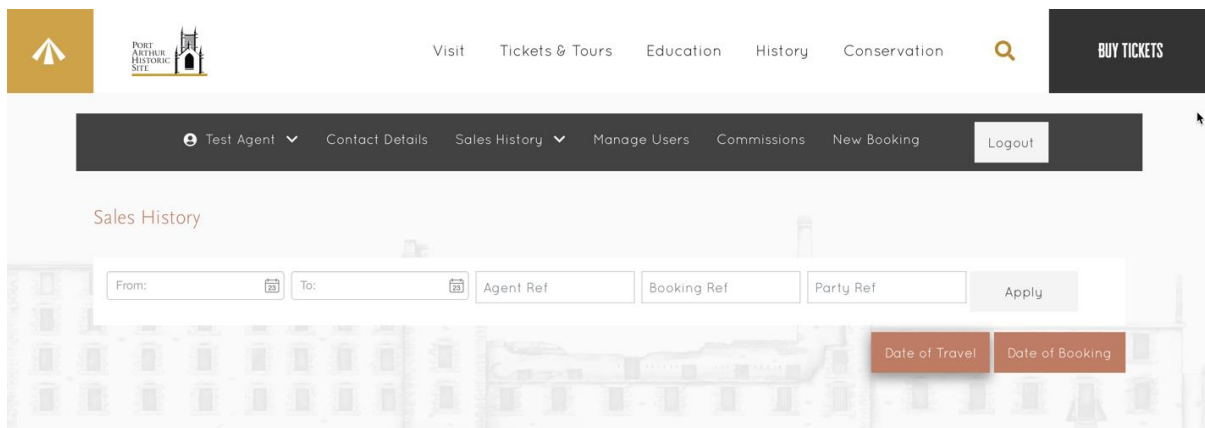 PORT
ARTHUR
HISTORIC
SITE
Visit Tickets & Tours Education History Conservation BUY TICKETS
Test Agent Contact Details Sales History Manage Users Commissions New Booking Logout
Sales History
From: 23 To: 23 Agent Ref Booking Ref Party Ref Apply
Date of Travel Date of Booking